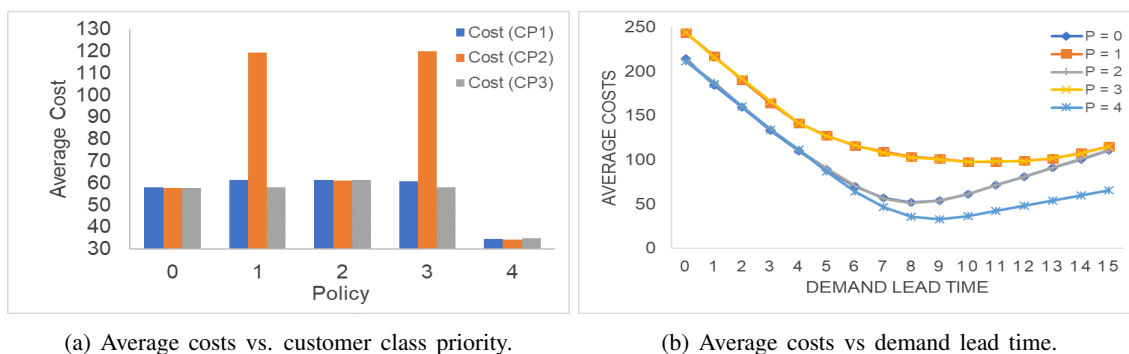 130
120
110
100
90
80
70
60
50
40
30
Average Cost
Cost (CP1)
Cost (CP2)
Cost (CP3)
0 1 2 3 4
Policy
(a) Average costs vs. customer class priority.
250
200
150
100
50
0
AVERAGE COSTS
P = 0
P = 1
P = 2
P = 3
P = 4
0 1 2 3 4 5 6 7 8 9 10 11 12 13 14 15
DEMAND LEAD TIME
(b) Average costs vs demand lead time.